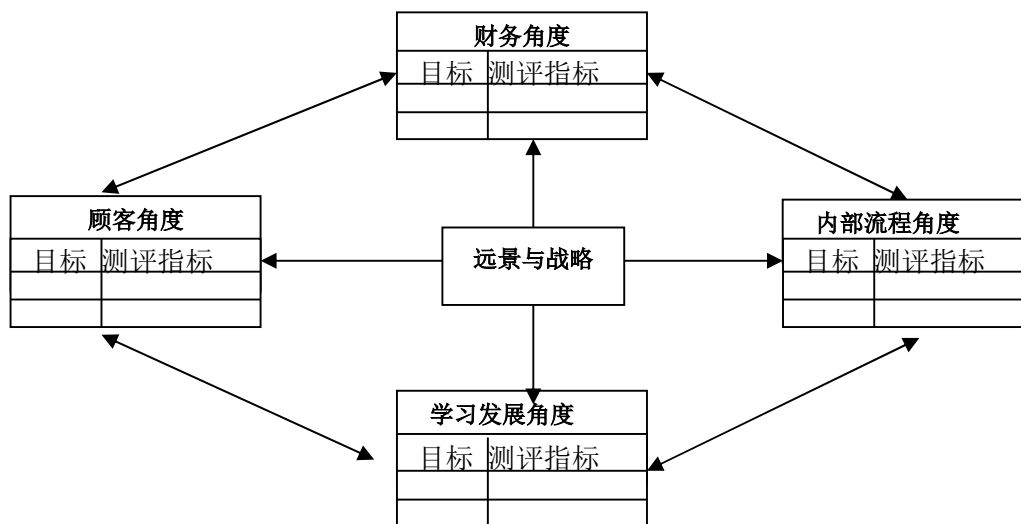 财务角度
目标 测评指标
顾客角度
目标 测评指标
远景与战略
内部流程角度
目标 测评指标
学习发展角度
目标 测评指标